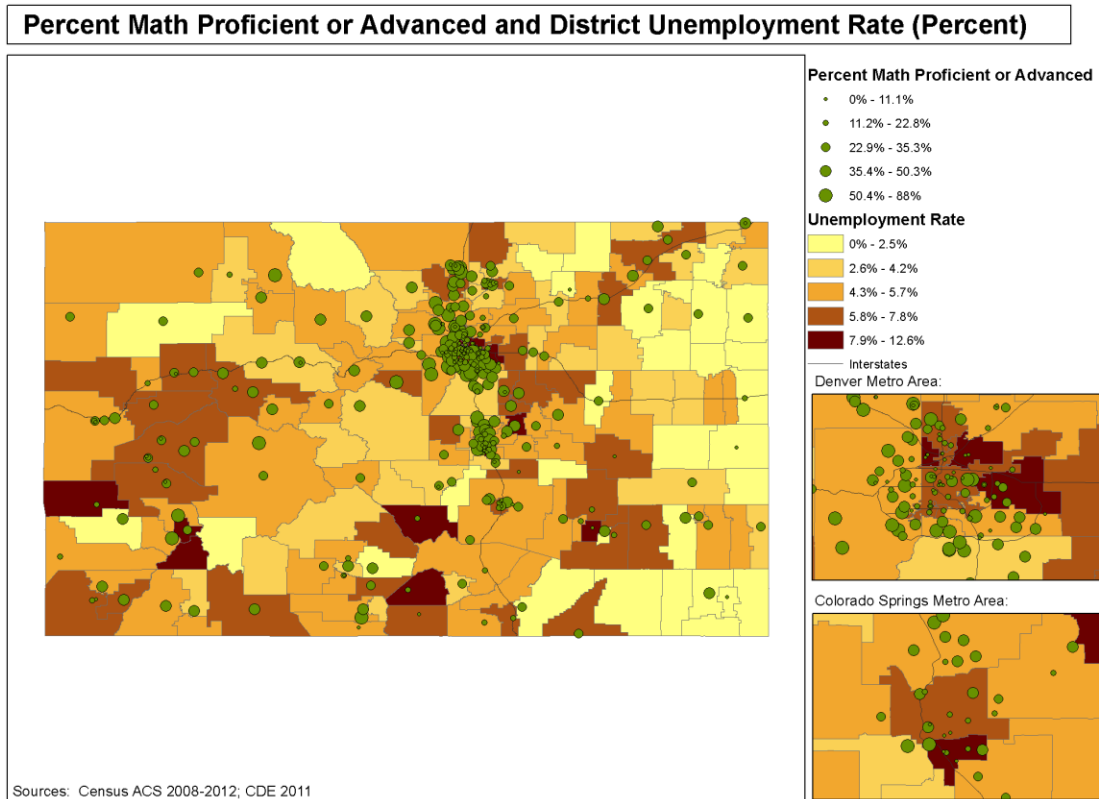 Percent Math Proficient or Advanced and District Unemployment Rate (Percent)
Percent Math Proficient or Advanced
0% - 11.1%
11.2% - 22.8%
22.9% - 35.3%
35.4% - 50.3%
50.4% - 88%
Unemployment Rate
0% - 2.5%
2.6% - 4.2%
4.3% - 5.7%
5.8% - 7.8%
7.9% - 12.6%
Interstates
Denver Metro Area:
Colorado Springs Metro Area:
Sources: Census ACS 2008-2012; CDE 2011